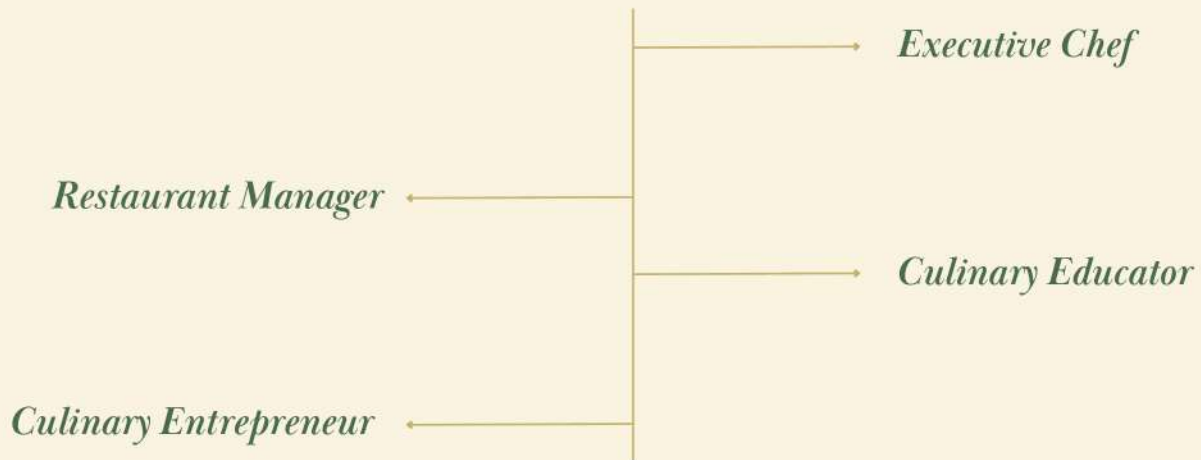 Executive Chef
Restaurant Manager
Culinary Educator
Culinary Entrepreneur